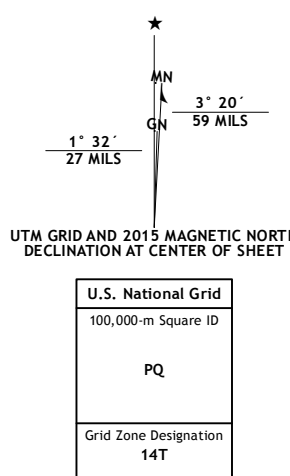 ★
MN
GN
3° 20´
59 MILS
1° 32´
27 MILS
UTM GRID AND 2015 MAGNETIC NORT
DECLINATION AT CENTER OF SHEET
U.S. National Grid
100,000-m Square ID
PQ
Grid Zone Designation
14T